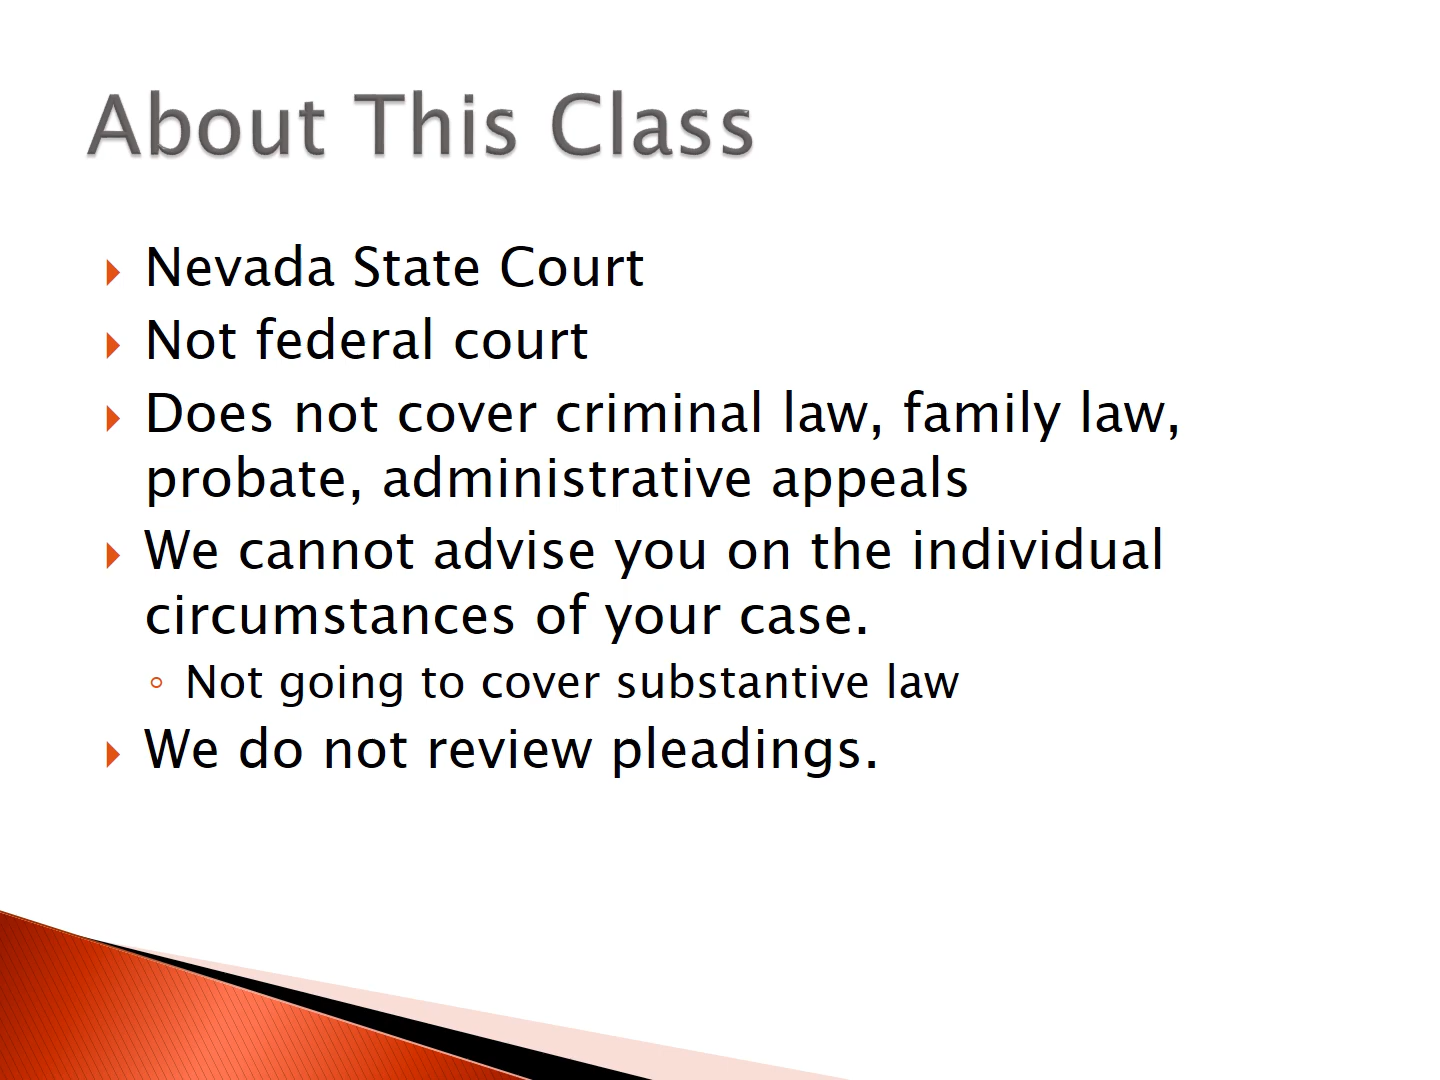 About This Class
Nevada State Court
Not federal court
Does not cover criminal law, family law,
probate, administrative appeals
We cannot advise you on the individual
circumstances of your case.
Not going to cover substantive law
We do not review pleadings.